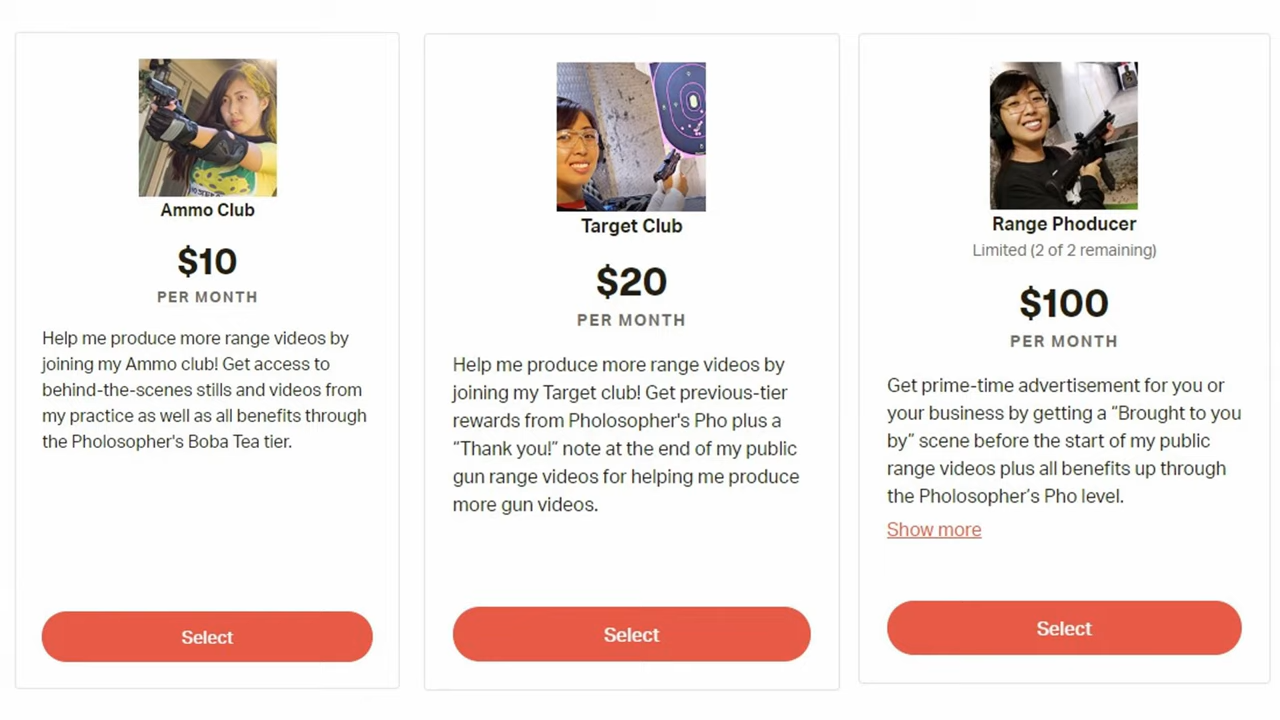 Ammo Club
$10
PER MONTH
Help me produce more range videos by
joining my Ammo club! Get access to
behind-the-scenes stills and videos from
my practice as well as all benefits through
the Pholosopher's Boba Tea tier.
Select
Target Club
$20
PER MONTH
Help me produce more range videos by
joining my Target club! Get previous-tier
rewards from Pholosopher's Pho plus a
“Thank you!” note at the end of my public
gun range videos for helping me produce
more gun videos.
Select
Range Phoducer
Limited (2 of 2 remaining)
$100
PER MONTH
Get prime-time advertisement for you or
your business by getting a “Brought to you
by” scene before the start of my public
range videos plus all benefits up through
the Pholosopher’s Pho level.
Show more
Select